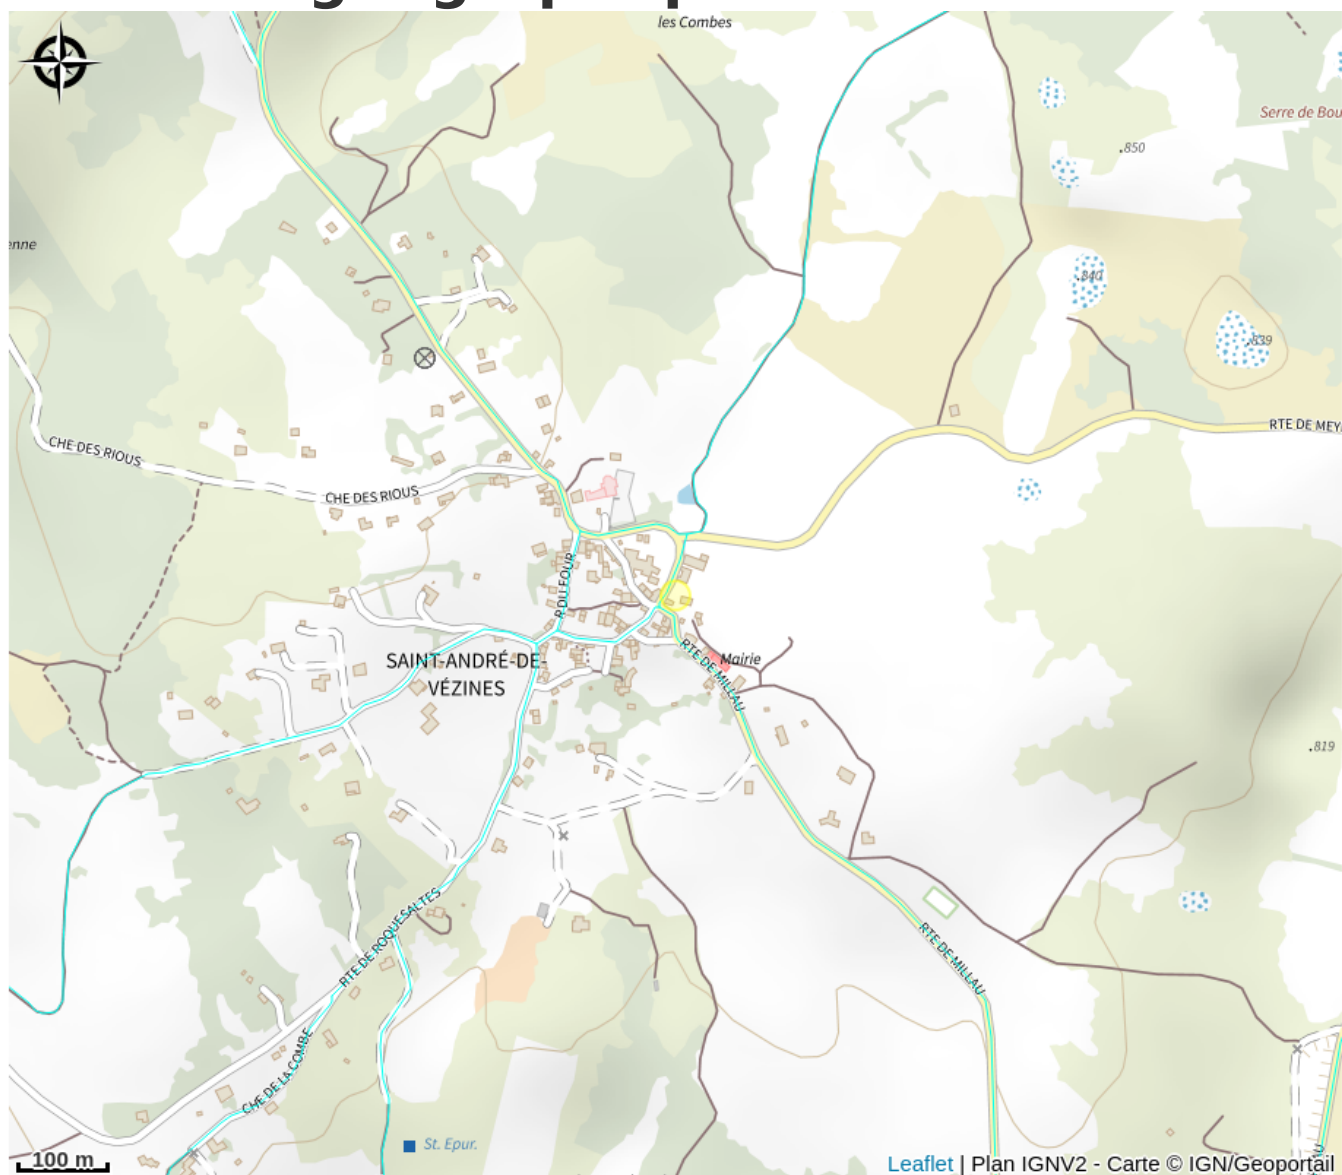 les Combes
Serre de Bou
.850
enne
.840
.839
RTE DE MEY
CHE DES RIOUS
CHE DES RIOUS
R DU FOUR
SAINT-ANDRÉ-DE-
VÉZINES
RTE DE MILLAU
Mairie
.819
RTE DE ROQUESALTES
RTE DE MILLAU
CHE DE LA COMBE
St. Epur.
100 m
Leaflet | Plan IGNV2 - Carte © IGN/Geoportail